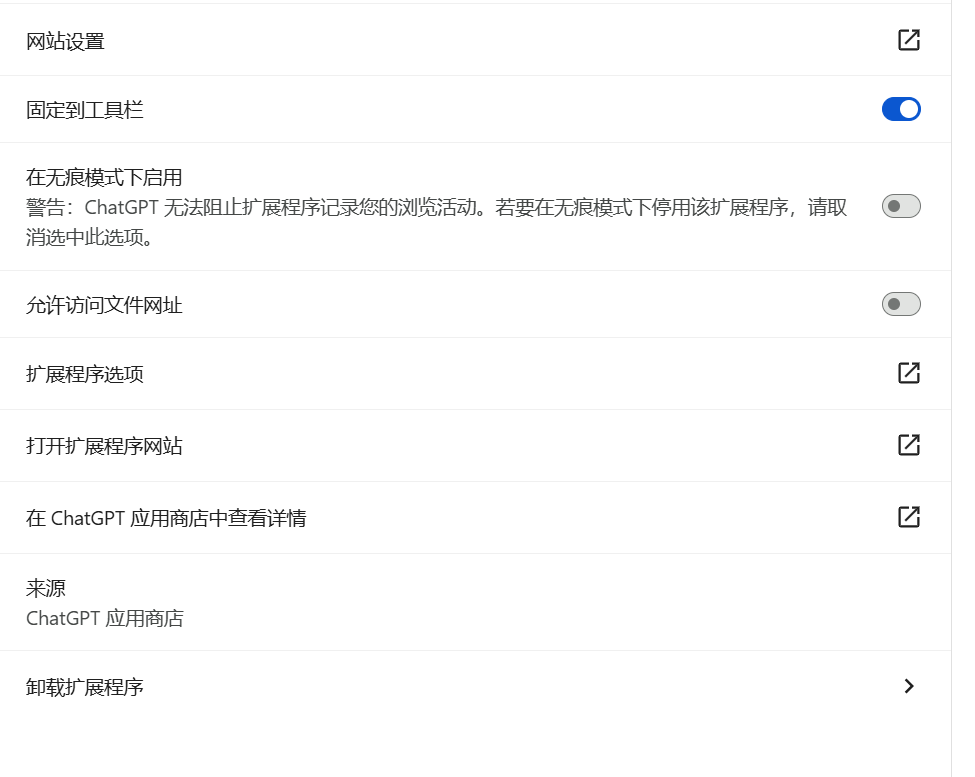 网站设置
固定到工具栏
在无痕模式下启用
警告：ChatGPT 无法阻止扩展程序记录您的浏览活动。若要在无痕模式下停用该扩展程序，请取
消选中此选项。
允许访问文件网址
扩展程序选项
打开扩展程序网站
在 ChatGPT 应用商店中查看详情
来源
ChatGPT 应用商店
卸载扩展程序